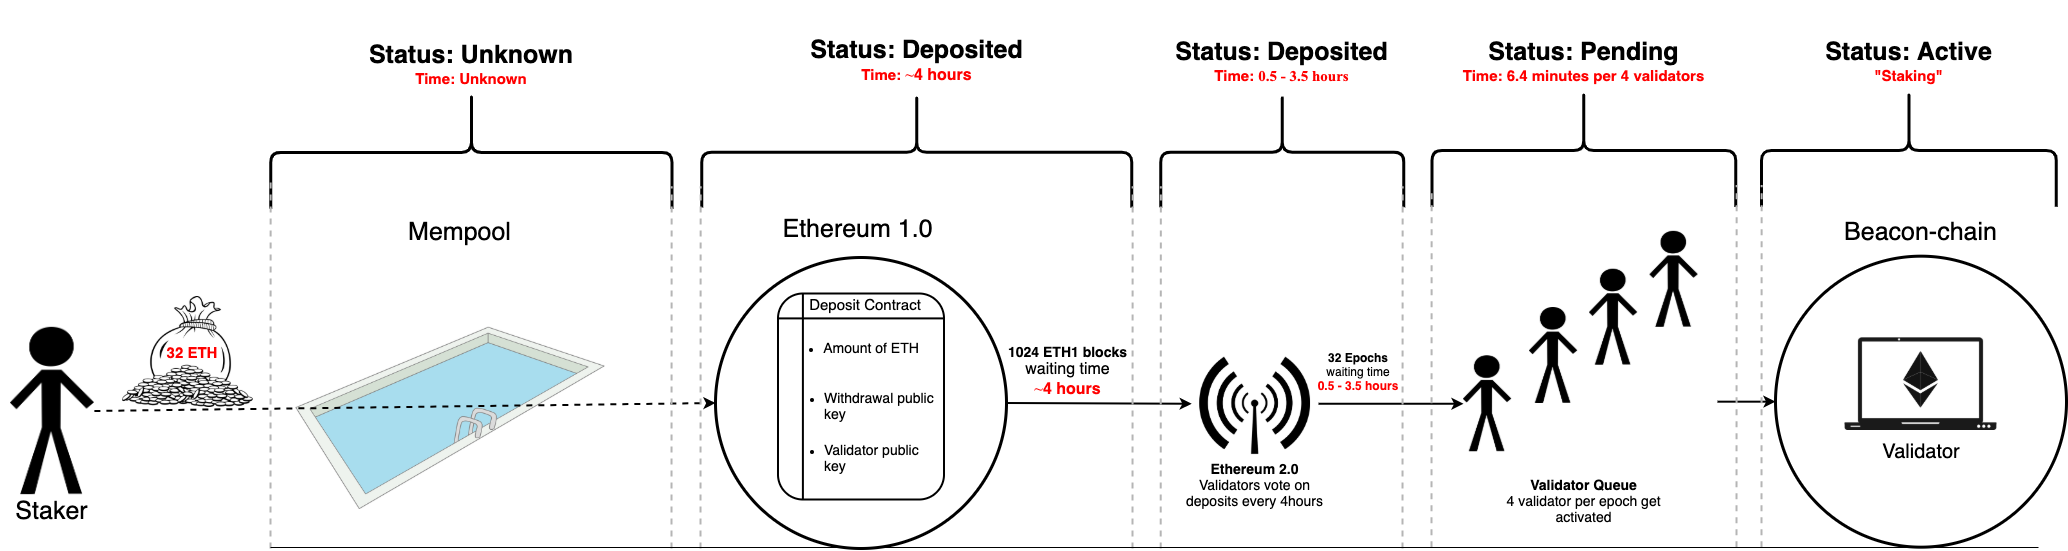 Status: Unknown
Time: Unknown
Status: Deposited
Time: ~4 hours
Status: Deposited
Time: 0.5 - 3.5 hours
Status: Pending
Time: 6.4 minutes per 4 validators
Status: Active
"Staking"
32 ETH
Staker
Mempool
Ethereum 1.0
Deposit Contract
• Amount of ETH
• Withdrawal public
key
• Validator public
key
1024 ETH1 blocks
waiting time
~4 hours
Ethereum 2.0
Validators vote on
deposits every 4hours
32 Epochs
waiting time
0.5 - 3.5 hours
Validator Queue
4 validator per epoch get
activated
Beacon-chain
Validator